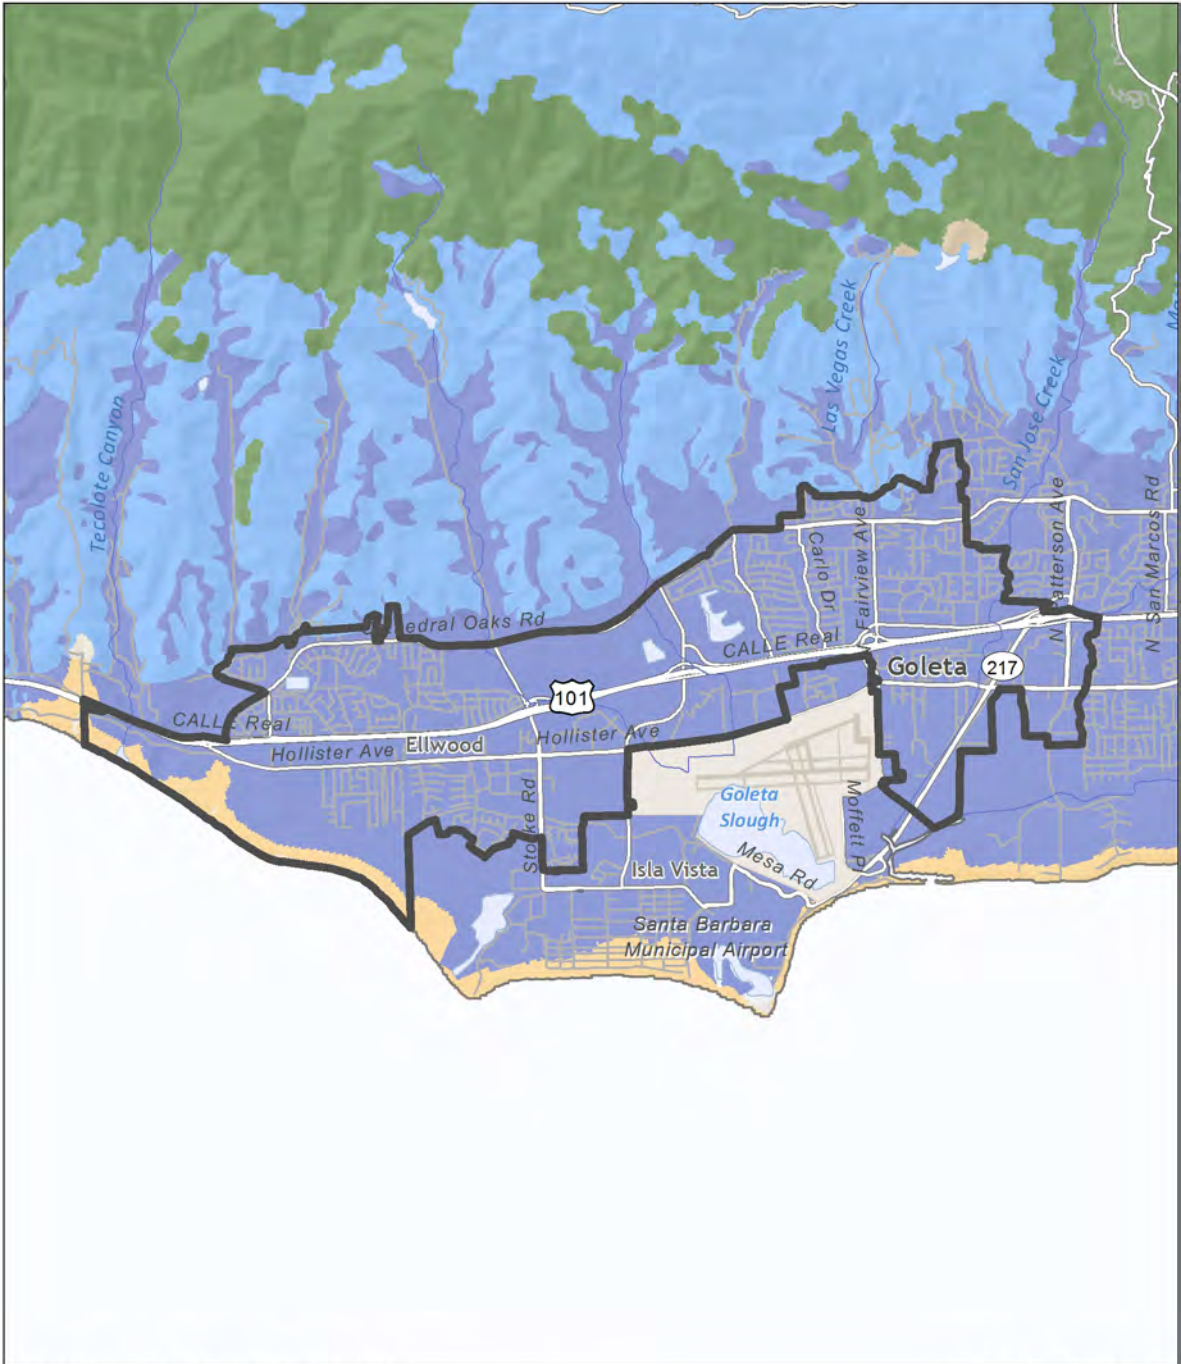 Las Vegas Creek
San Jose Creek
Tecolote Canyon
N Patterson Ave
N San Marcos Rd
Carlo Dr
Fairview Ave
edral Oaks Rd
CALLE Real
Goleta
217
101
CALLE Real
Hollister Ave
Ellwood
Hollister Ave
Stoke Rd
Goleta
Slough
Moffett Pl
Mesa Rd
Isla Vista
Santa Barbara
Municipal Airport